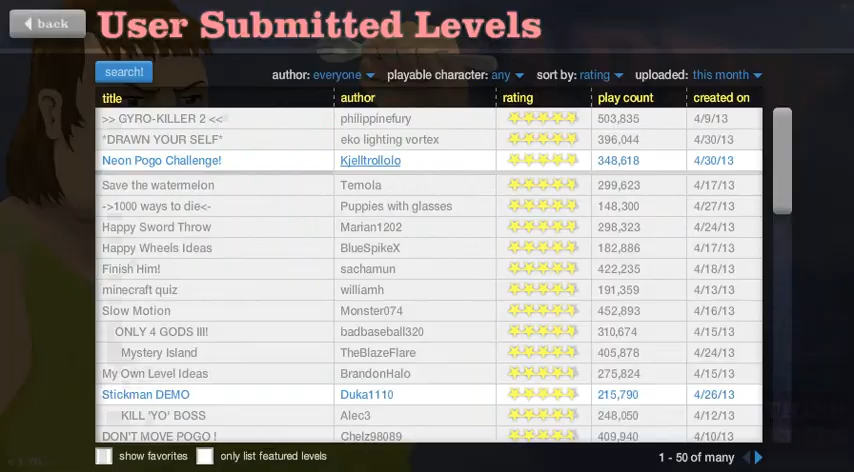 back
User Submitted Levels
search!
author: everyone playable character: any sort by: rating uploaded: this month
title author rating play count created on
>> GYRO-KILLER 2 << philippinefury 503,835 4/9/13
*DRAWN YOUR SELF* eko lighting vortex 396,044 4/30/13
Neon Pogo Challenge! Kjelltrollolo 348,618 4/30/13
Save the watermelon Temola 299,623 4/17/13
->1000 ways to die<- Puppies with glasses 148,300 4/27/13
Happy Sword Throw Marian1202 298,323 4/24/13
Happy Wheels Ideas BlueSpikeX 182,886 4/17/13
Finish Him! sachamun 422,235 4/18/13
minecraft quiz williamh 191,359 4/13/13
Slow Motion Monster074 452,893 4/16/13
ONLY 4 GODS III! badbaseball320 310,674 4/15/13
Mystery Island TheBlazeFlare 405,878 4/24/13
My Own Level Ideas BrandonHalo 275,824 4/15/13
Stickman DEMO Duka1110 215,790 4/26/13
KILL 'YO' BOSS Alec3 248,050 4/12/13
DON'T MOVE POGO ! Chelz98089 409,940 4/10/13
show favorites only list featured levels 1 - 50 of many